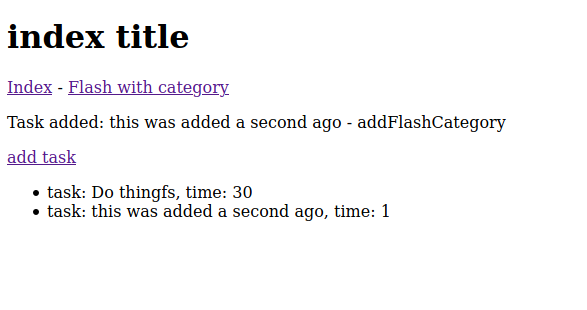 index title
Index - Flash with category
Task added: this was added a second ago - addFlashCategory
add task
• task: Do thingfs, time: 30
• task: this was added a second ago, time: 1